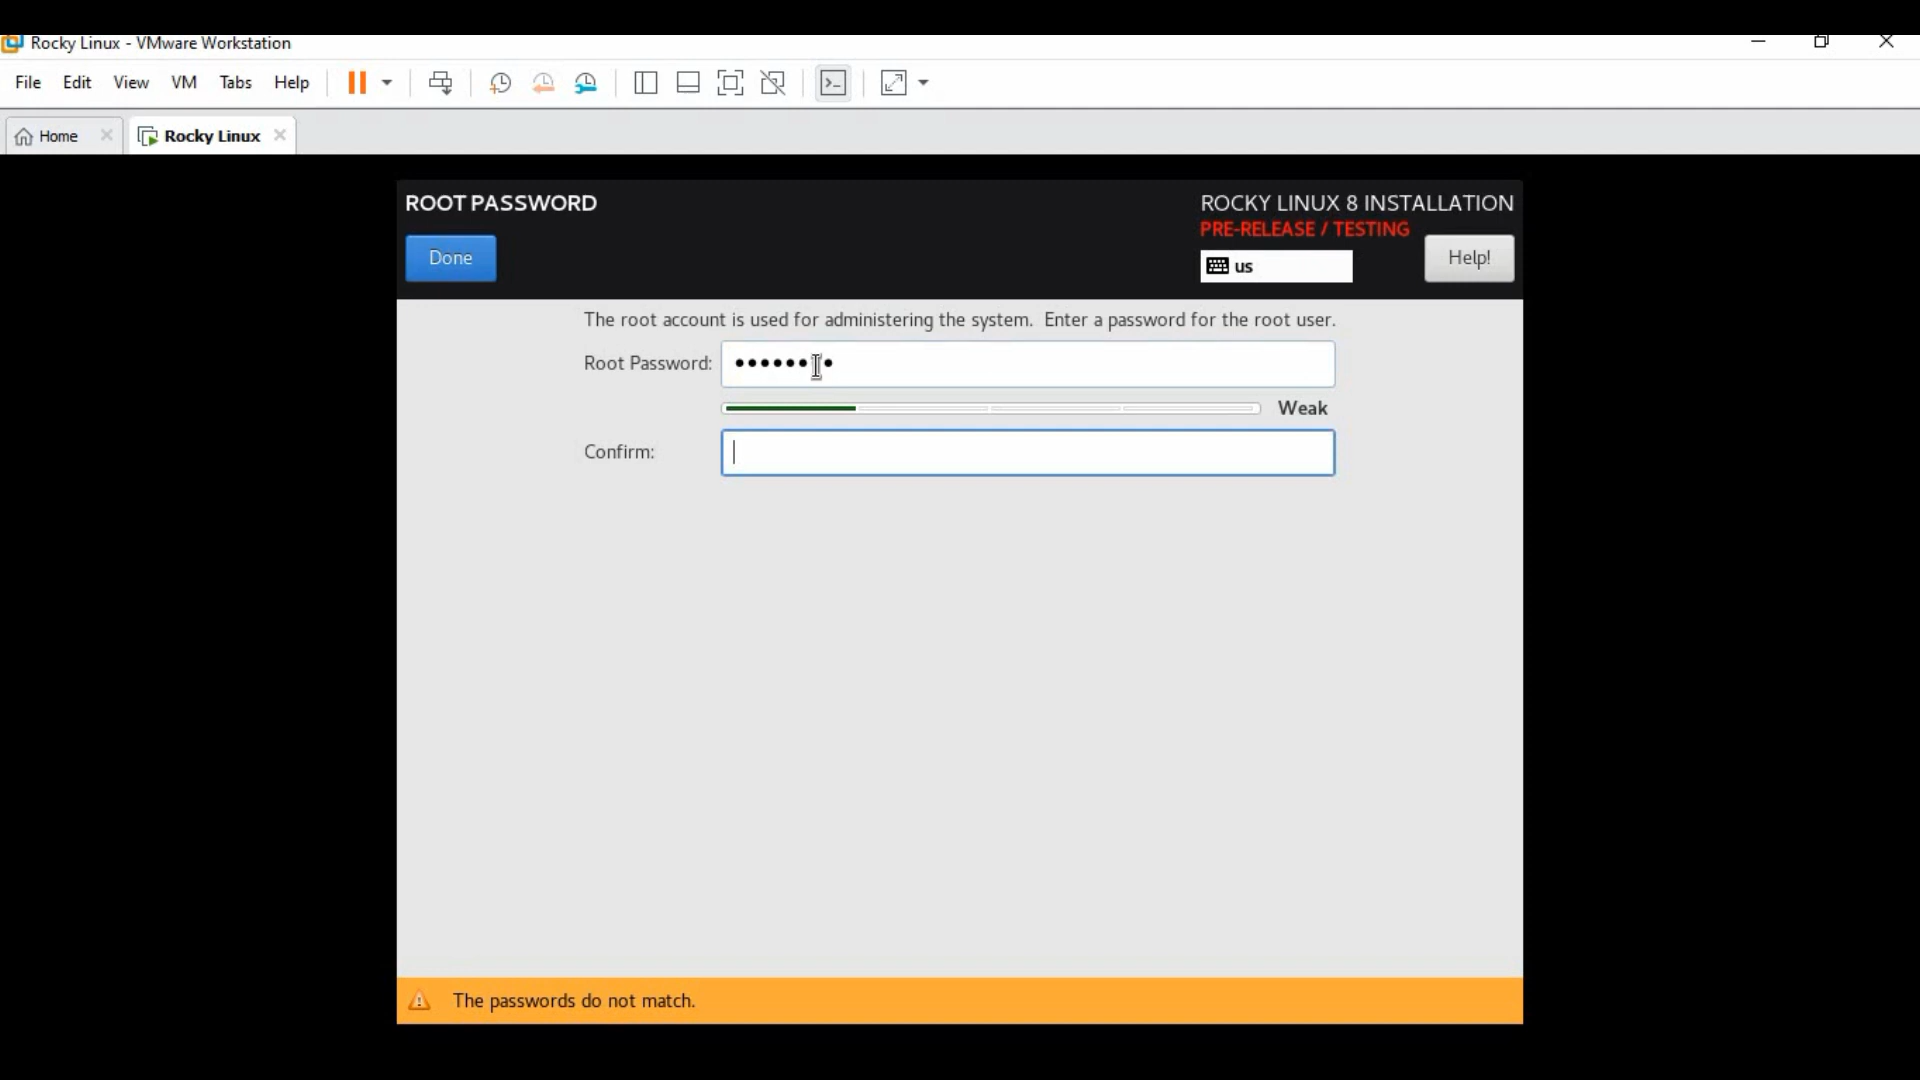 Rocky Linux - VMware Workstation
File Edit View VM Tabs Help
Home Rocky Linux
ROOT PASSWORD
ROCKY LINUX 8 INSTALLATION
PRE-RELEASE / TESTING
Done
us
Help!
The root account is used for administering the system. Enter a password for the root user.
Root Password: ••••••••
Weak
Confirm:
The passwords do not match.